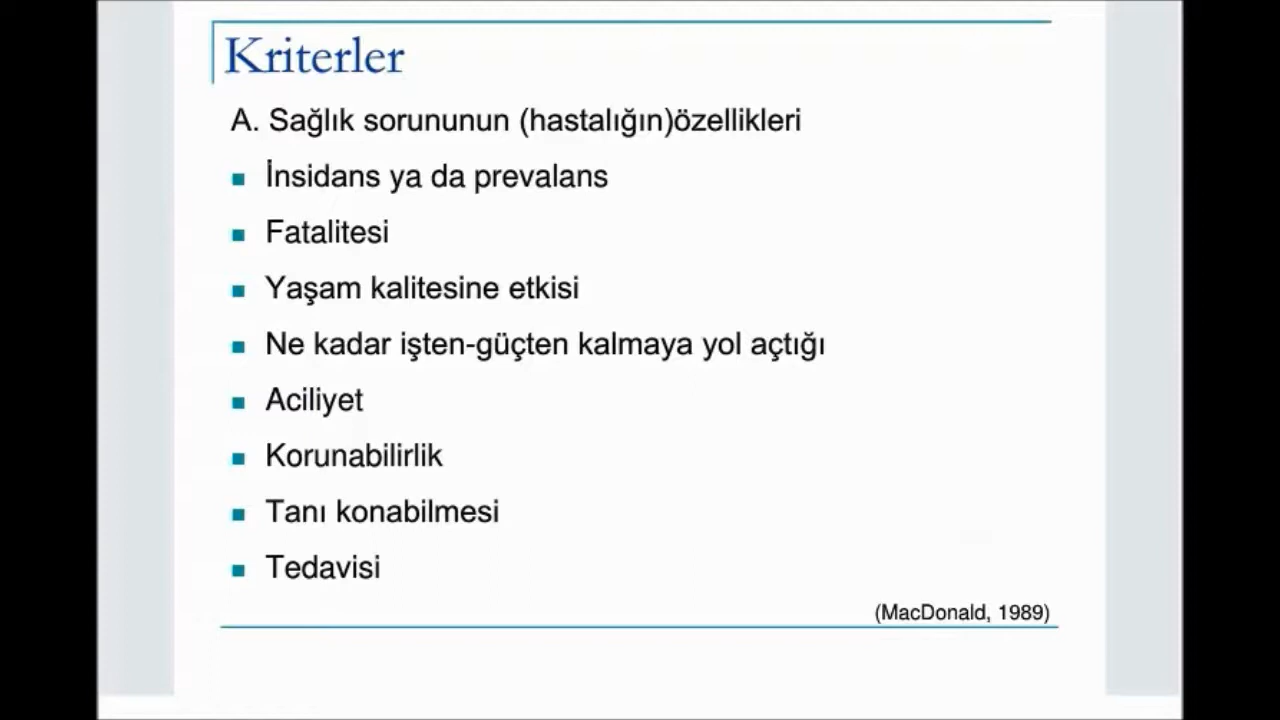 Kriterler
A. Sağlık sorununun (hastalığın)özellikleri
İnsidans ya da prevalans
Fatalitesi
Yaşam kalitesine etkisi
Ne kadar işten-güçten kalmaya yol açtığı
Aciliyet
Korunabilirlik
Tanı konabilmesi
Tedavisi
(MacDonald, 1989)